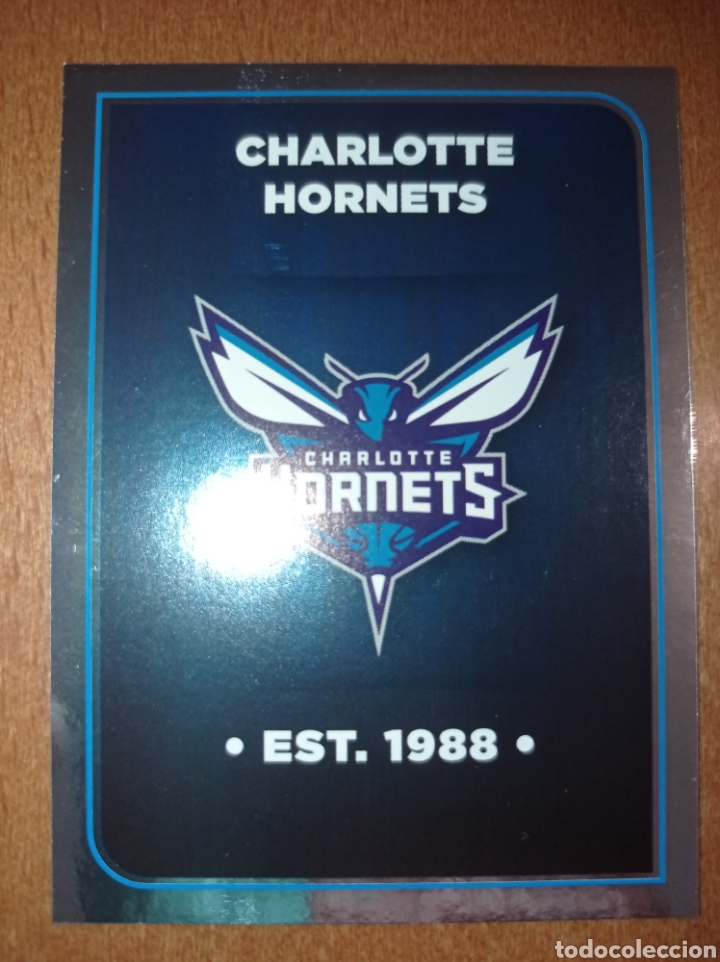 CHARLOTTE
HORNETS
CHARLOTTE
HORNETS
• EST. 1988 •
todocoleccion